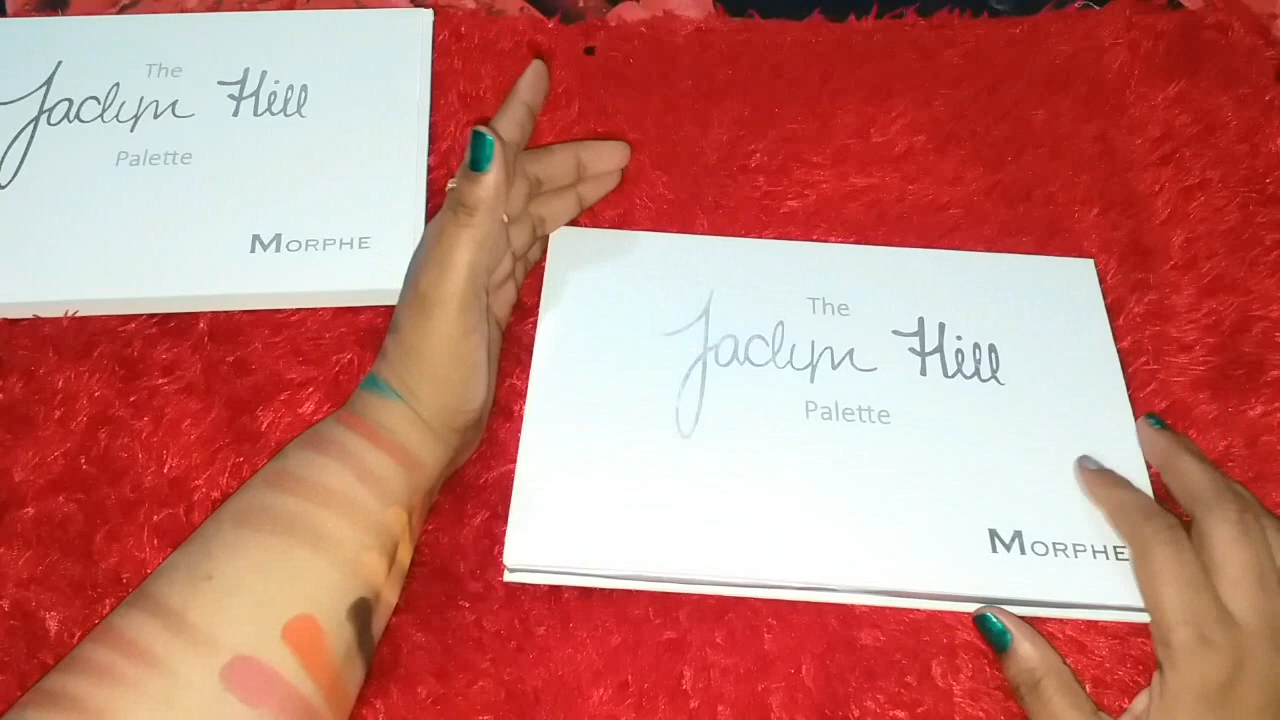 The
Jaclyn Hill
Palette
MORPHE
The
Jaclyn Hill
Palette
MORPHE